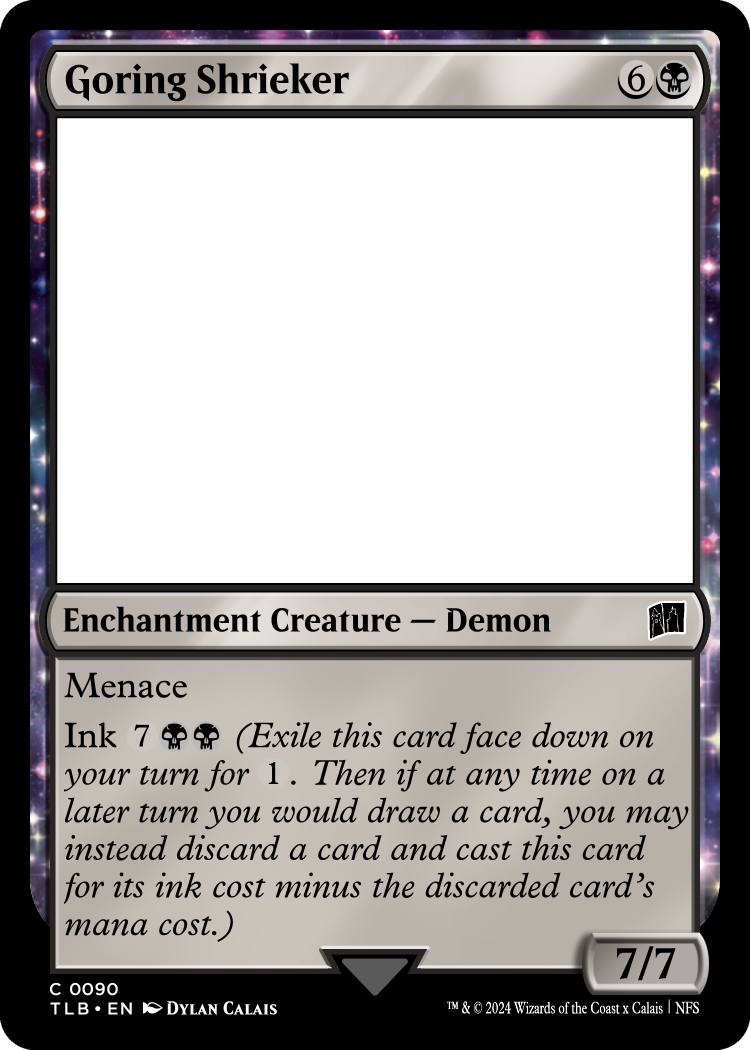 Goring Shrieker 6
Enchantment Creature — Demon
Menace
Ink 7 (Exile this card face down on
your turn for 1. Then if at any time on a
later turn you would draw a card, you may
instead discard a card and cast this card
for its ink cost minus the discarded card's
mana cost.)
7/7
C 0090
TLB • EN Dylan Calais
™ & © 2024 Wizards of the Coast x Calais | NFS